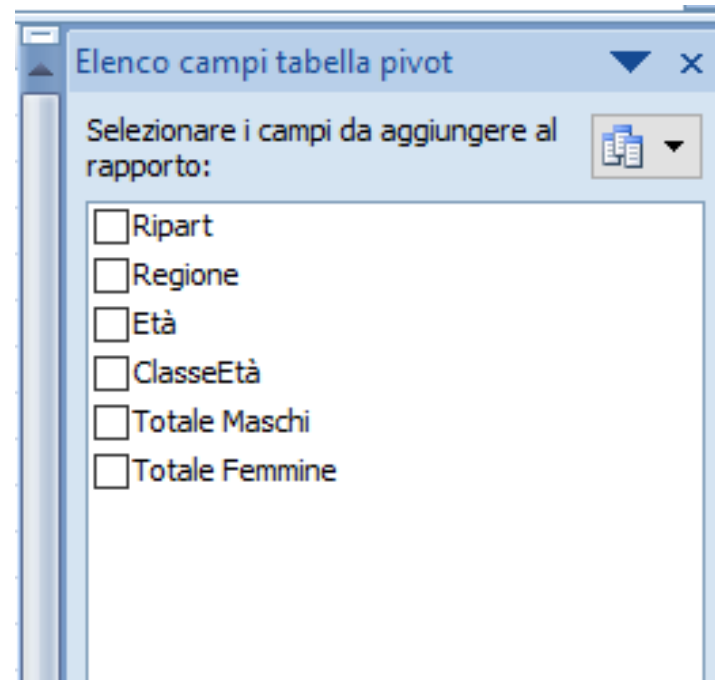 Elenco campi tabella pivot
Selezionare i campi da aggiungere al
rapporto:
Ripart
Regione
Età
ClasseEtà
Totale Maschi
Totale Femmine